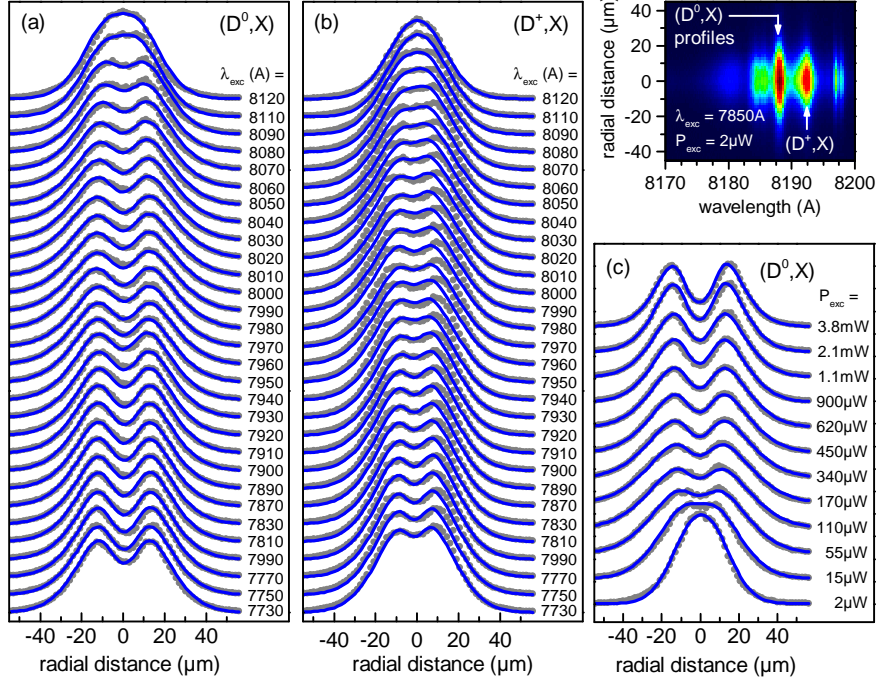 (a)
(D⁰,X)
λexc (A) =
8120
8110
8090
8080
8070
8060
8050
8040
8030
8020
8010
8000
7990
7980
7970
7960
7950
7940
7930
7920
7910
7900
7890
7870
7830
7810
7990
7770
7750
7730
-40 -20 0 20 40
radial distance (µm)
(b)
(D⁺,X)
λexc (A) =
8120
8110
8090
8080
8070
8060
8050
8040
8030
8020
8010
8000
7990
7980
7970
7960
7950
7940
7930
7920
7910
7900
7890
7870
7830
7810
7990
7770
7750
7730
-40 -20 0 20 40
radial distance (µm)
radial distance (µm)
40
20
0
-20
-40
(D⁰,X)
profiles
λexc = 7850A
Pexc = 2µW
(D⁺,X)
8170 8180 8190 8200
wavelength (A)
(c)
(D⁰,X)
Pexc =
3.8mW
2.1mW
1.1mW
900µW
620µW
450µW
340µW
170µW
110µW
55µW
15µW
2µW
-40 -20 0 20 40
radial distance (µm)